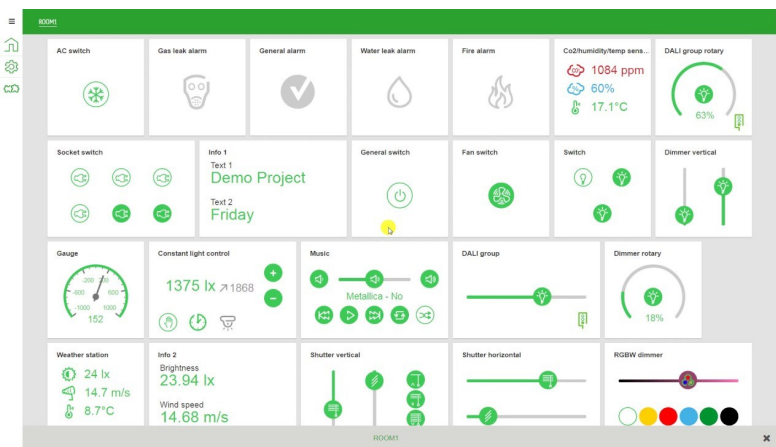 ROOM1
AC switch
Gas leak alarm
General alarm
Water leak alarm
Fire alarm
Co2/humidity/temp sens...
1084 ppm
60%
17.1°C
DALI group rotary
63%
Socket switch
Info 1
Text 1
Demo Project
Text 2
Friday
General switch
Fan switch
Switch
Dimmer vertical
Gauge
-200 200
-600 600
-1000 1000
152
Constant light control
1375 lx 1868
Music
Metallica - No
DALI group
Dimmer rotary
18%
Weather station
24 lx
14.7 m/s
8.7°C
Info 2
Brightness
23.94 lx
Wind speed
14.68 m/s
Shutter vertical
Shutter horizontal
RGBW dimmer
ROOM1